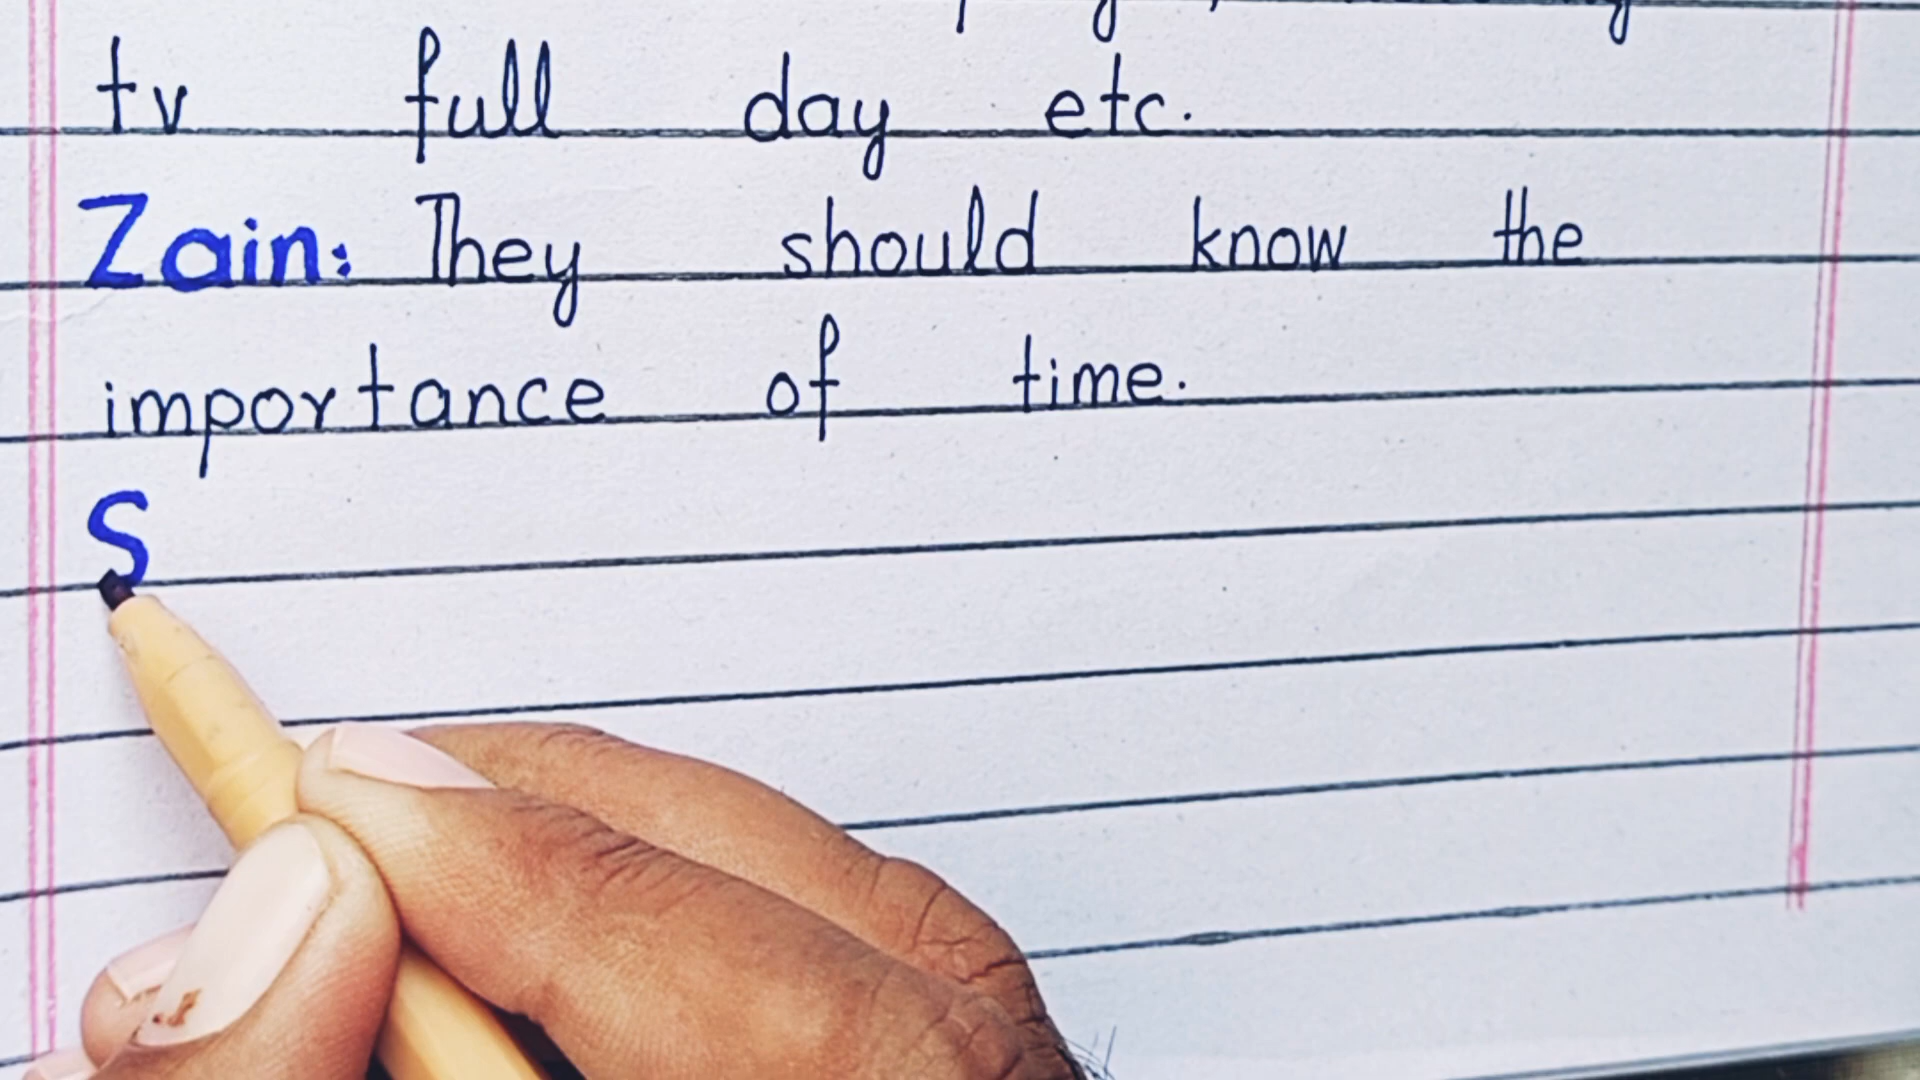 tv full day etc.
Zain: They should know the
importance of time.
S